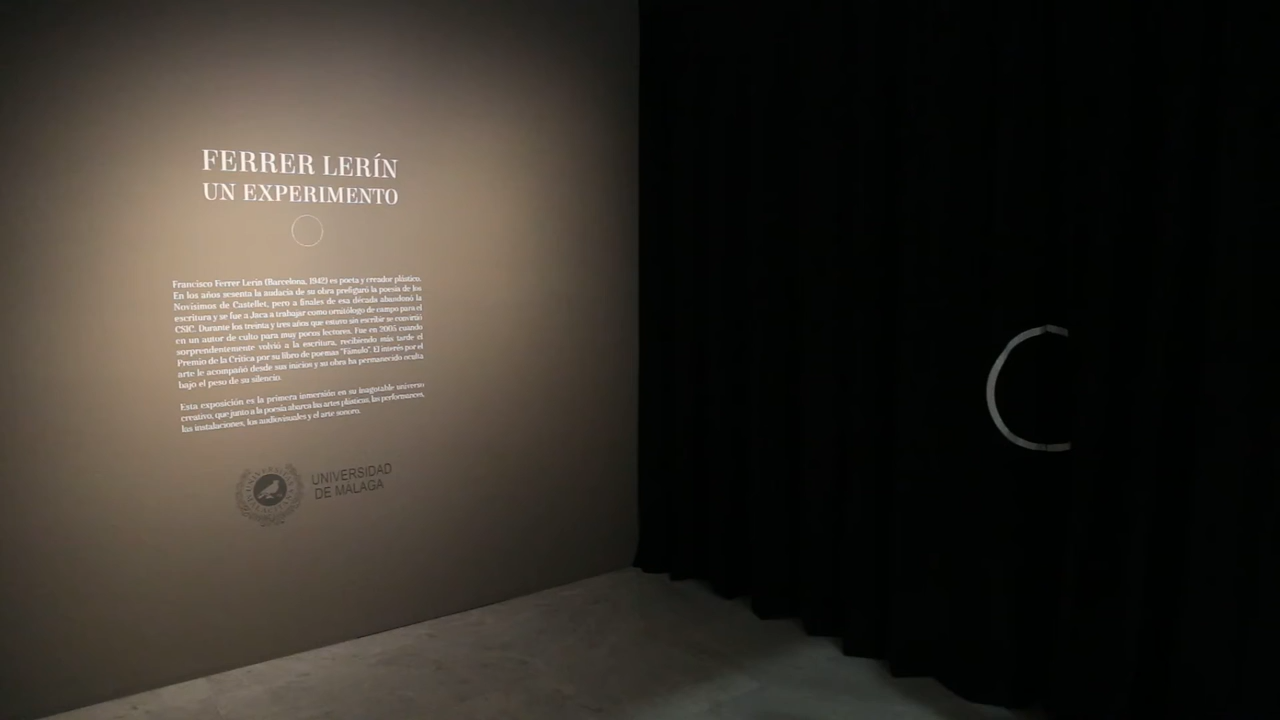 FERRER LERÍN
UN EXPERIMENTO
Francisco Ferrer Lerín (Barcelona, 1942) es poeta y creador plástico.
En los años sesenta la audacia de su obra prefiguró la poesía de los
Novísimos de Castellet, pero a finales de esa década abandonó la
escritura y se fue a Jaca a trabajar como ornitólogo de campo para el
CSIC. Durante los treinta y tres años que estuvo sin escribir se convirtió
en un autor de culto para muy pocos lectores. Fue en 2005 cuando
sorprendentemente volvió a la escritura, recibiendo más tarde el
Premio de la Crítica por su libro de poemas "Fámulo". El interés por el
arte le acompañó desde sus inicios y su obra ha permanecido oculta
bajo el peso de su silencio.
Esta exposición es la primera inmersión en su inagotable universo
creativo, que junto a la poesía abarca las artes plásticas, las performances,
las instalaciones, los audiovisuales y el arte sonoro.
UNIVERSIDAD
DE MÁLAGA